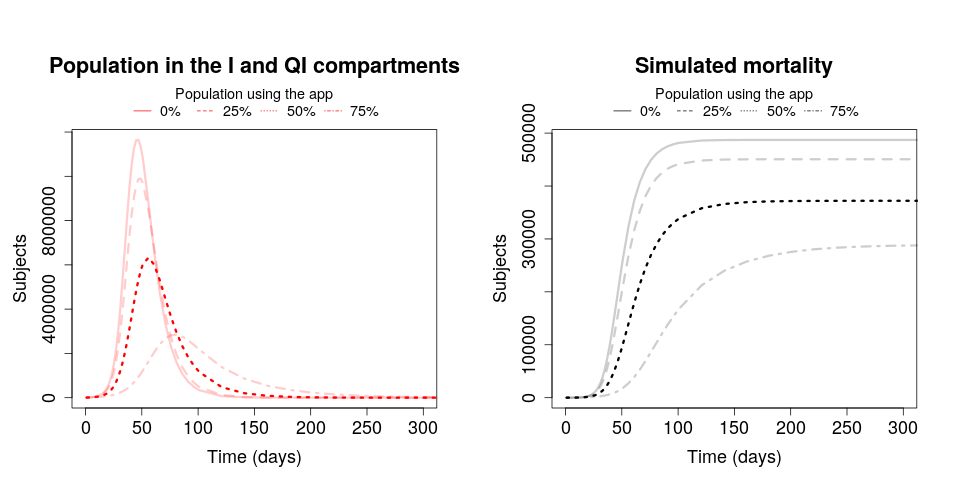 Population in the I and QI compartments
Population using the app
0% 25% 50% 75%
Subjects
0 4000000 8000000
0 50 100 150 200 250 300
Time (days)
Simulated mortality
Population using the app
0% 25% 50% 75%
Subjects
0 100000 300000 500000
0 50 100 150 200 250 300
Time (days)